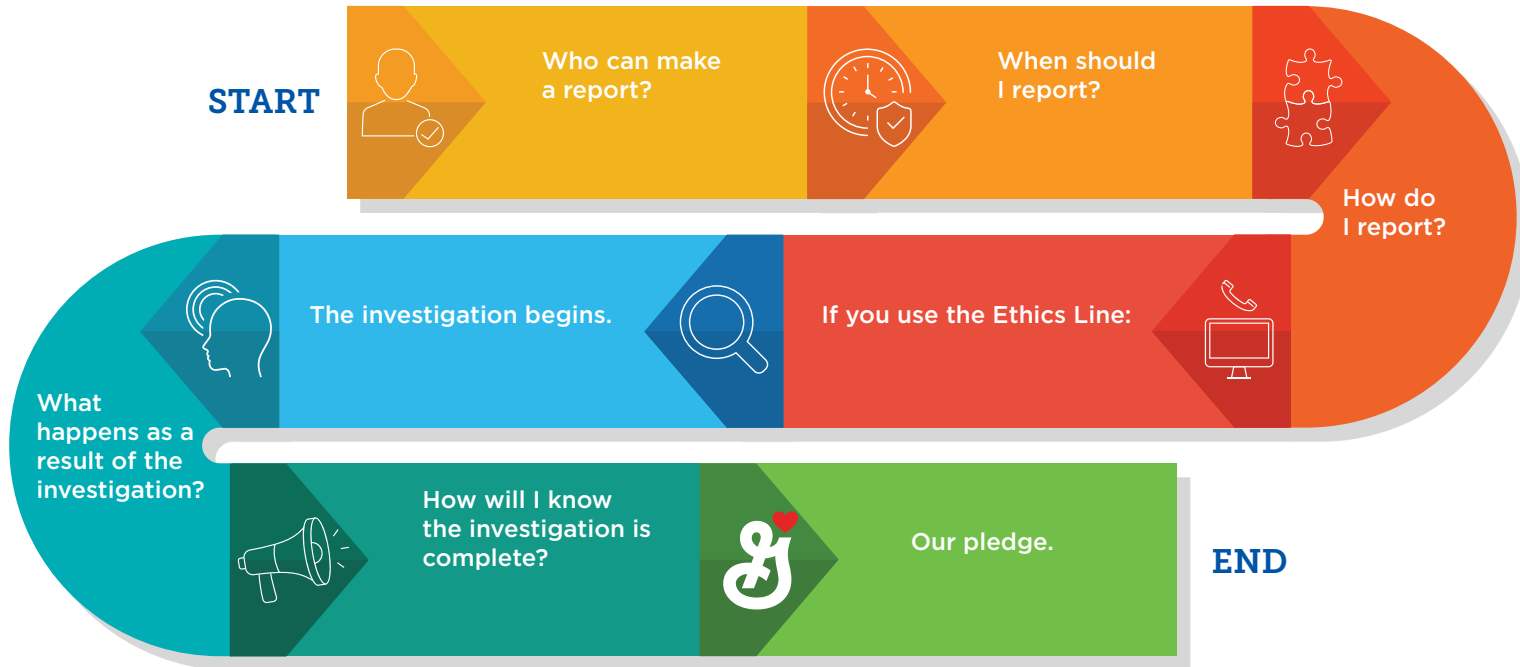 START
Who can make
a report?
When should
I report?
How do
I report?
If you use the Ethics Line:
The investigation begins.
What
happens as a
result of the
investigation?
How will I know
the investigation is
complete?
Our pledge.
END